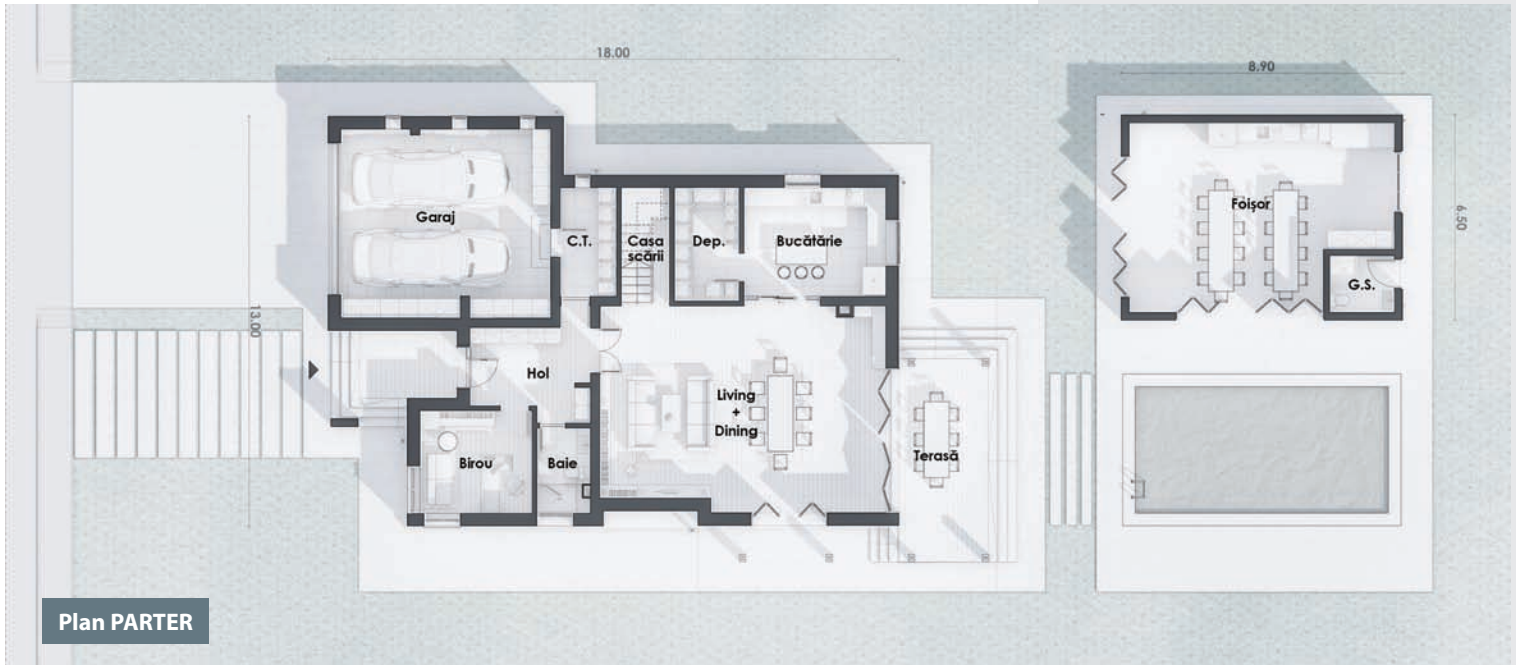 18.00
8.90
Garaj
C.T.
Casa
scării
Dep.
Bucătărie
Foișor
6.50
G.S.
13.00
Hol
Living
+
Dining
Birou
Baie
Terasă
Plan PARTER